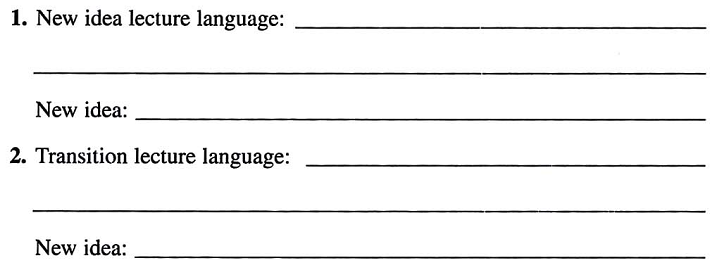 1. New idea lecture language:
New idea:
2. Transition lecture language:
New idea: